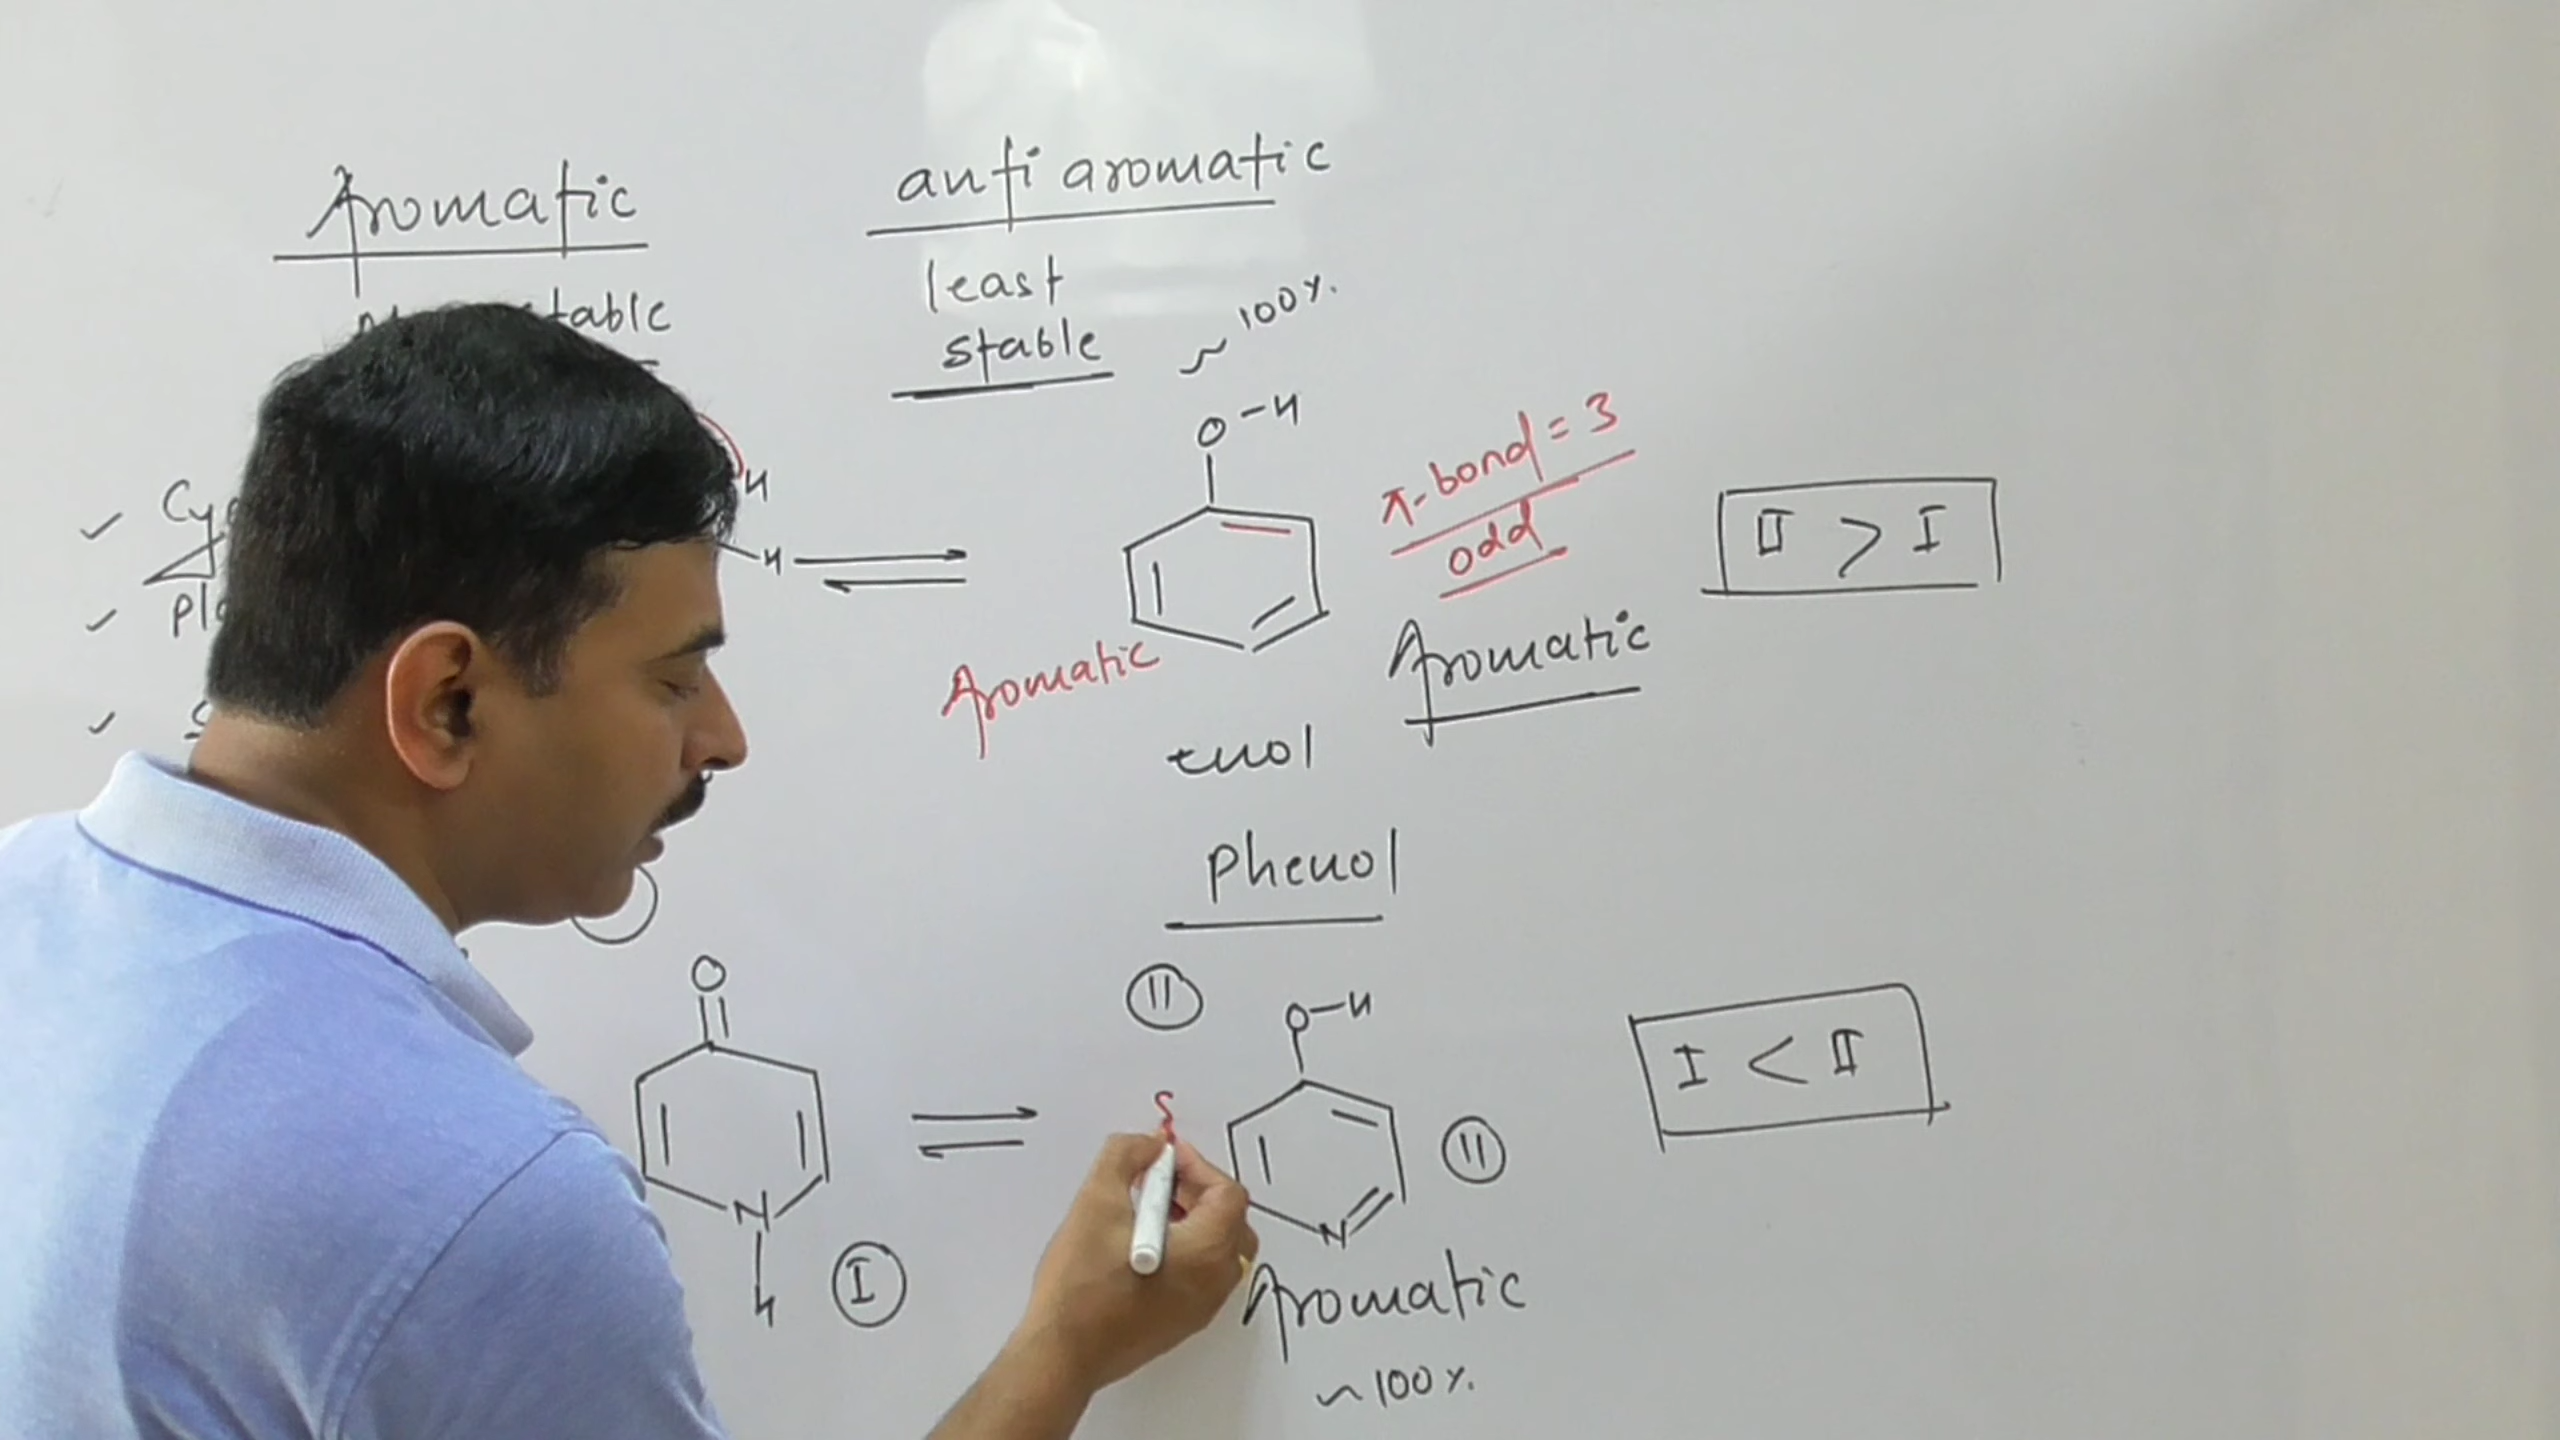 Aromatic
anti aromatic
least
stable
~ 100%.
O-H
H
H
π-bond = 3
odd
II > I
Aromatic
Aromatic
enol
Phenol
II
O
O-H
I < II
S
II
N
N
H
I
Aromatic
~ 100%.